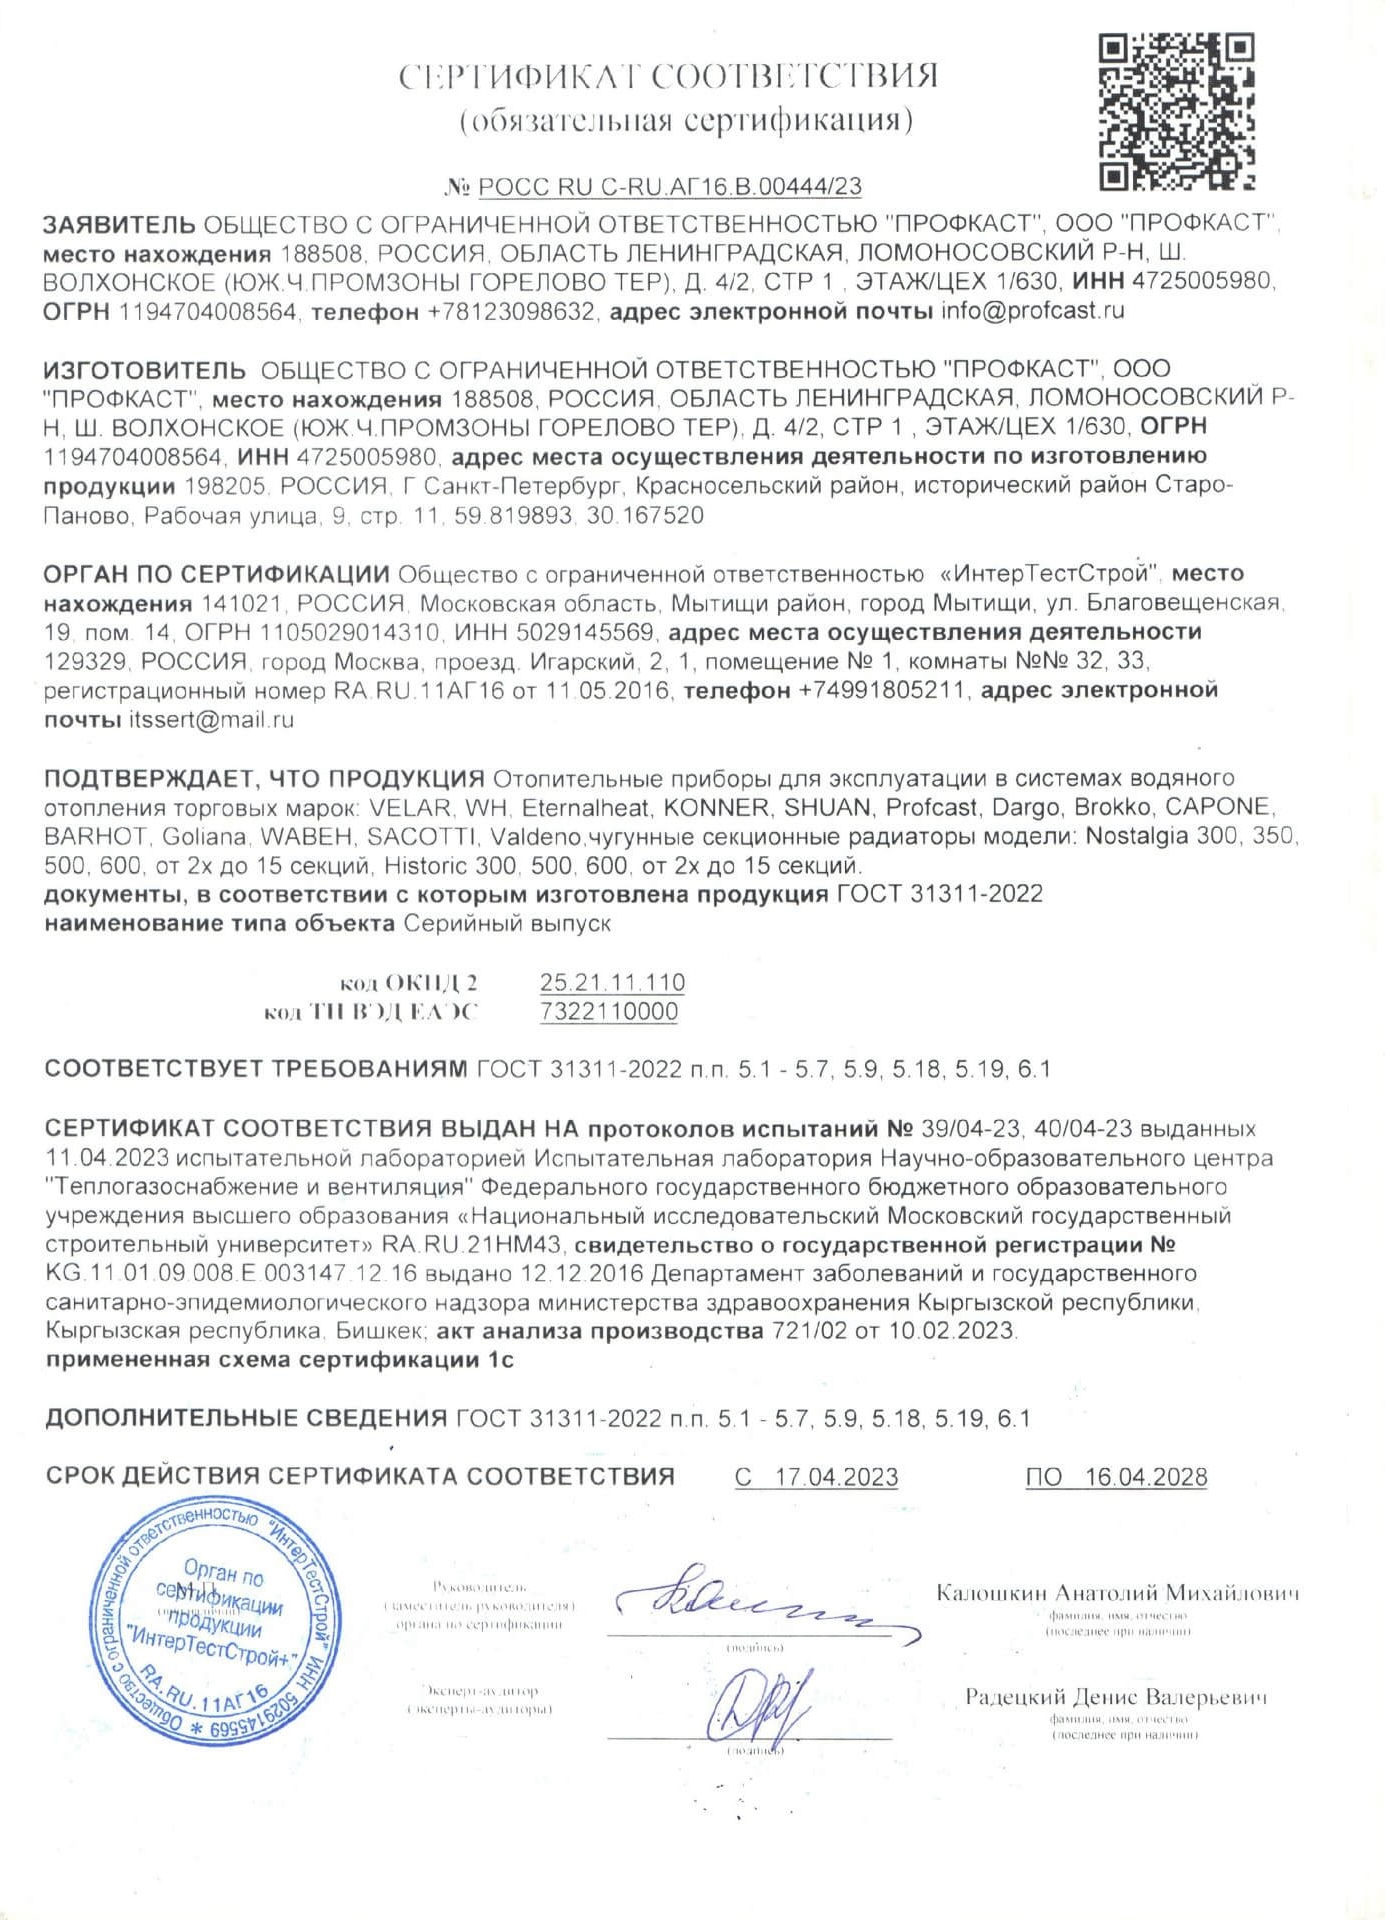 СЕРТИФИКАТ СООТВЕТСТВИЯ
(обязательная сертификация)
№ РОСС RU С-RU.АГ16.В.00444/23
ЗАЯВИТЕЛЬ ОБЩЕСТВО С ОГРАНИЧЕННОЙ ОТВЕТСТВЕННОСТЬЮ "ПРОФКАСТ", ООО "ПРОФКАСТ",
место нахождения 188508, РОССИЯ, ОБЛАСТЬ ЛЕНИНГРАДСКАЯ, ЛОМОНОСОВСКИЙ Р-Н, Ш.
ВОЛХОНСКОЕ (ЮЖ.Ч.ПРОМЗОНЫ ГОРЕЛОВО ТЕР), Д. 4/2, СТР 1 , ЭТАЖ/ЦЕХ 1/630, ИНН 4725005980,
ОГРН 1194704008564, телефон +78123098632, адрес электронной почты info@profcast.ru
ИЗГОТОВИТЕЛЬ ОБЩЕСТВО С ОГРАНИЧЕННОЙ ОТВЕТСТВЕННОСТЬЮ "ПРОФКАСТ", ООО
"ПРОФКАСТ", место нахождения 188508, РОССИЯ, ОБЛАСТЬ ЛЕНИНГРАДСКАЯ, ЛОМОНОСОВСКИЙ Р-
Н, Ш. ВОЛХОНСКОЕ (ЮЖ.Ч.ПРОМЗОНЫ ГОРЕЛОВО ТЕР), Д. 4/2, СТР 1 , ЭТАЖ/ЦЕХ 1/630, ОГРН
1194704008564, ИНН 4725005980, адрес места осуществления деятельности по изготовлению
продукции 198205, РОССИЯ, Г Санкт-Петербург, Красносельский район, исторический район Старо-
Паново, Рабочая улица, 9, стр. 11, 59.819893, 30.167520
ОРГАН ПО СЕРТИФИКАЦИИ Общество с ограниченной ответственностью «ИнтерТестСтрой", место
нахождения 141021, РОССИЯ, Московская область, Мытищи район, город Мытищи, ул. Благовещенская,
19, пом. 14, ОГРН 1105029014310, ИНН 5029145569, адрес места осуществления деятельности
129329, РОССИЯ, город Москва, проезд. Игарский, 2, 1, помещение № 1, комнаты №№ 32, 33,
регистрационный номер RA.RU.11АГ16 от 11.05.2016, телефон +74991805211, адрес электронной
почты itssert@mail.ru
ПОДТВЕРЖДАЕТ, ЧТО ПРОДУКЦИЯ Отопительные приборы для эксплуатации в системах водяного
отопления торговых марок: VELAR, WH, Eternalheat, KONNER, SHUAN, Profcast, Dargo, Brokko, CAPONE,
BARHOT, Goliana, WABEH, SACOTTI, Valdeno,чугунные секционные радиаторы модели: Nostalgia 300, 350,
500, 600, от 2х до 15 секций, Historic 300, 500, 600, от 2х до 15 секций.
документы, в соответствии с которым изготовлена продукция ГОСТ 31311-2022
наименование типа объекта Серийный выпуск
код ОКПД 2 25.21.11.110
код ТН ВЭД ЕАЭС 7322110000
СООТВЕТСТВУЕТ ТРЕБОВАНИЯМ ГОСТ 31311-2022 п.п. 5.1 - 5.7, 5.9, 5.18, 5.19, 6.1
СЕРТИФИКАТ СООТВЕТСТВИЯ ВЫДАН НА протоколов испытаний № 39/04-23, 40/04-23 выданных
11.04.2023 испытательной лабораторией Испытательная лаборатория Научно-образовательного центра
"Теплогазоснабжение и вентиляция" Федерального государственного бюджетного образовательного
учреждения высшего образования «Национальный исследовательский Московский государственный
строительный университет» RA.RU.21НМ43, свидетельство о государственной регистрации №
KG.11.01.09.008.E.003147.12.16 выдано 12.12.2016 Департамент заболеваний и государственного
санитарно-эпидемиологического надзора министерства здравоохранения Кыргызской республики,
Кыргызская республика, Бишкек; акт анализа производства 721/02 от 10.02.2023.
примененная схема сертификации 1с
ДОПОЛНИТЕЛЬНЫЕ СВЕДЕНИЯ ГОСТ 31311-2022 п.п. 5.1 - 5.7, 5.9, 5.18, 5.19, 6.1
СРОК ДЕЙСТВИЯ СЕРТИФИКАТА СООТВЕТСТВИЯ С 17.04.2023 ПО 16.04.2028
Общество с ограниченной ответственностью "ИнтерТестСтрой" ИНН 5029145569 *
Орган по
сертификации
продукции
"ИнтерТестСтрой+"
RA.RU.11АГ16
М.П.
Руководитель
(заместитель руководителя)
органа по сертификации
(подпись)
Калошкин Анатолий Михайлович
фамилия, имя, отчество
(последнее при наличии)
Эксперт-аудитор
(эксперты-аудиторы)
(подпись)
Радецкий Денис Валерьевич
фамилия, имя, отчество
(последнее при наличии)